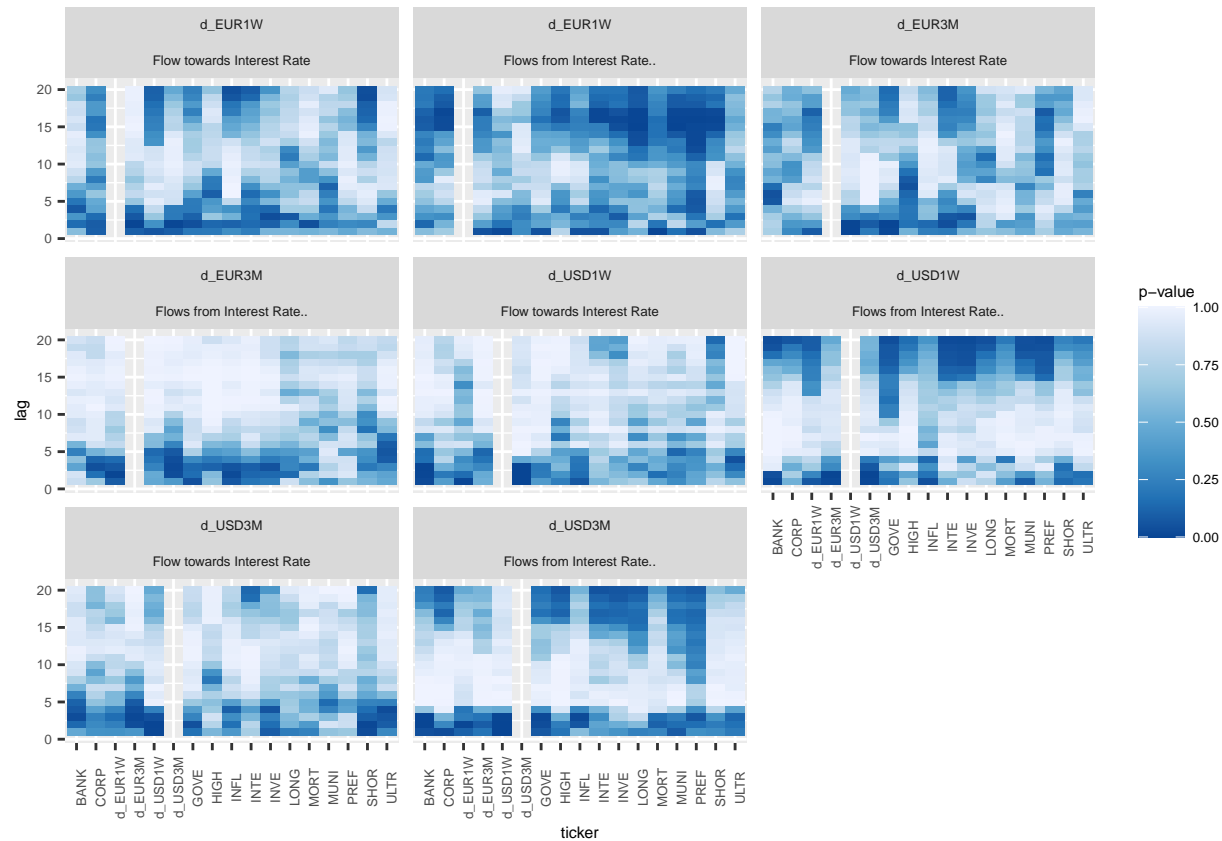 d_EUR1W
Flow towards Interest Rate
d_EUR1W
Flows from Interest Rate..
d_EUR3M
Flow towards Interest Rate
20
15
10
5
0
d_EUR3M
Flows from Interest Rate..
d_USD1W
Flow towards Interest Rate
d_USD1W
Flows from Interest Rate..
20
15
10
5
0
lag
BANK
CORP
d_EUR1W
d_EUR3M
d_USD1W
d_USD3M
GOVE
HIGH
INFL
INTE
INVE
LONG
MORT
MUNI
PREF
SHOR
ULTR
d_USD3M
Flow towards Interest Rate
d_USD3M
Flows from Interest Rate..
20
15
10
5
0
BANK
CORP
d_EUR1W
d_EUR3M
d_USD1W
d_USD3M
GOVE
HIGH
INFL
INTE
INVE
LONG
MORT
MUNI
PREF
SHOR
ULTR
BANK
CORP
d_EUR1W
d_EUR3M
d_USD1W
d_USD3M
GOVE
HIGH
INFL
INTE
INVE
LONG
MORT
MUNI
PREF
SHOR
ULTR
ticker
p−value
1.00
0.75
0.50
0.25
0.00